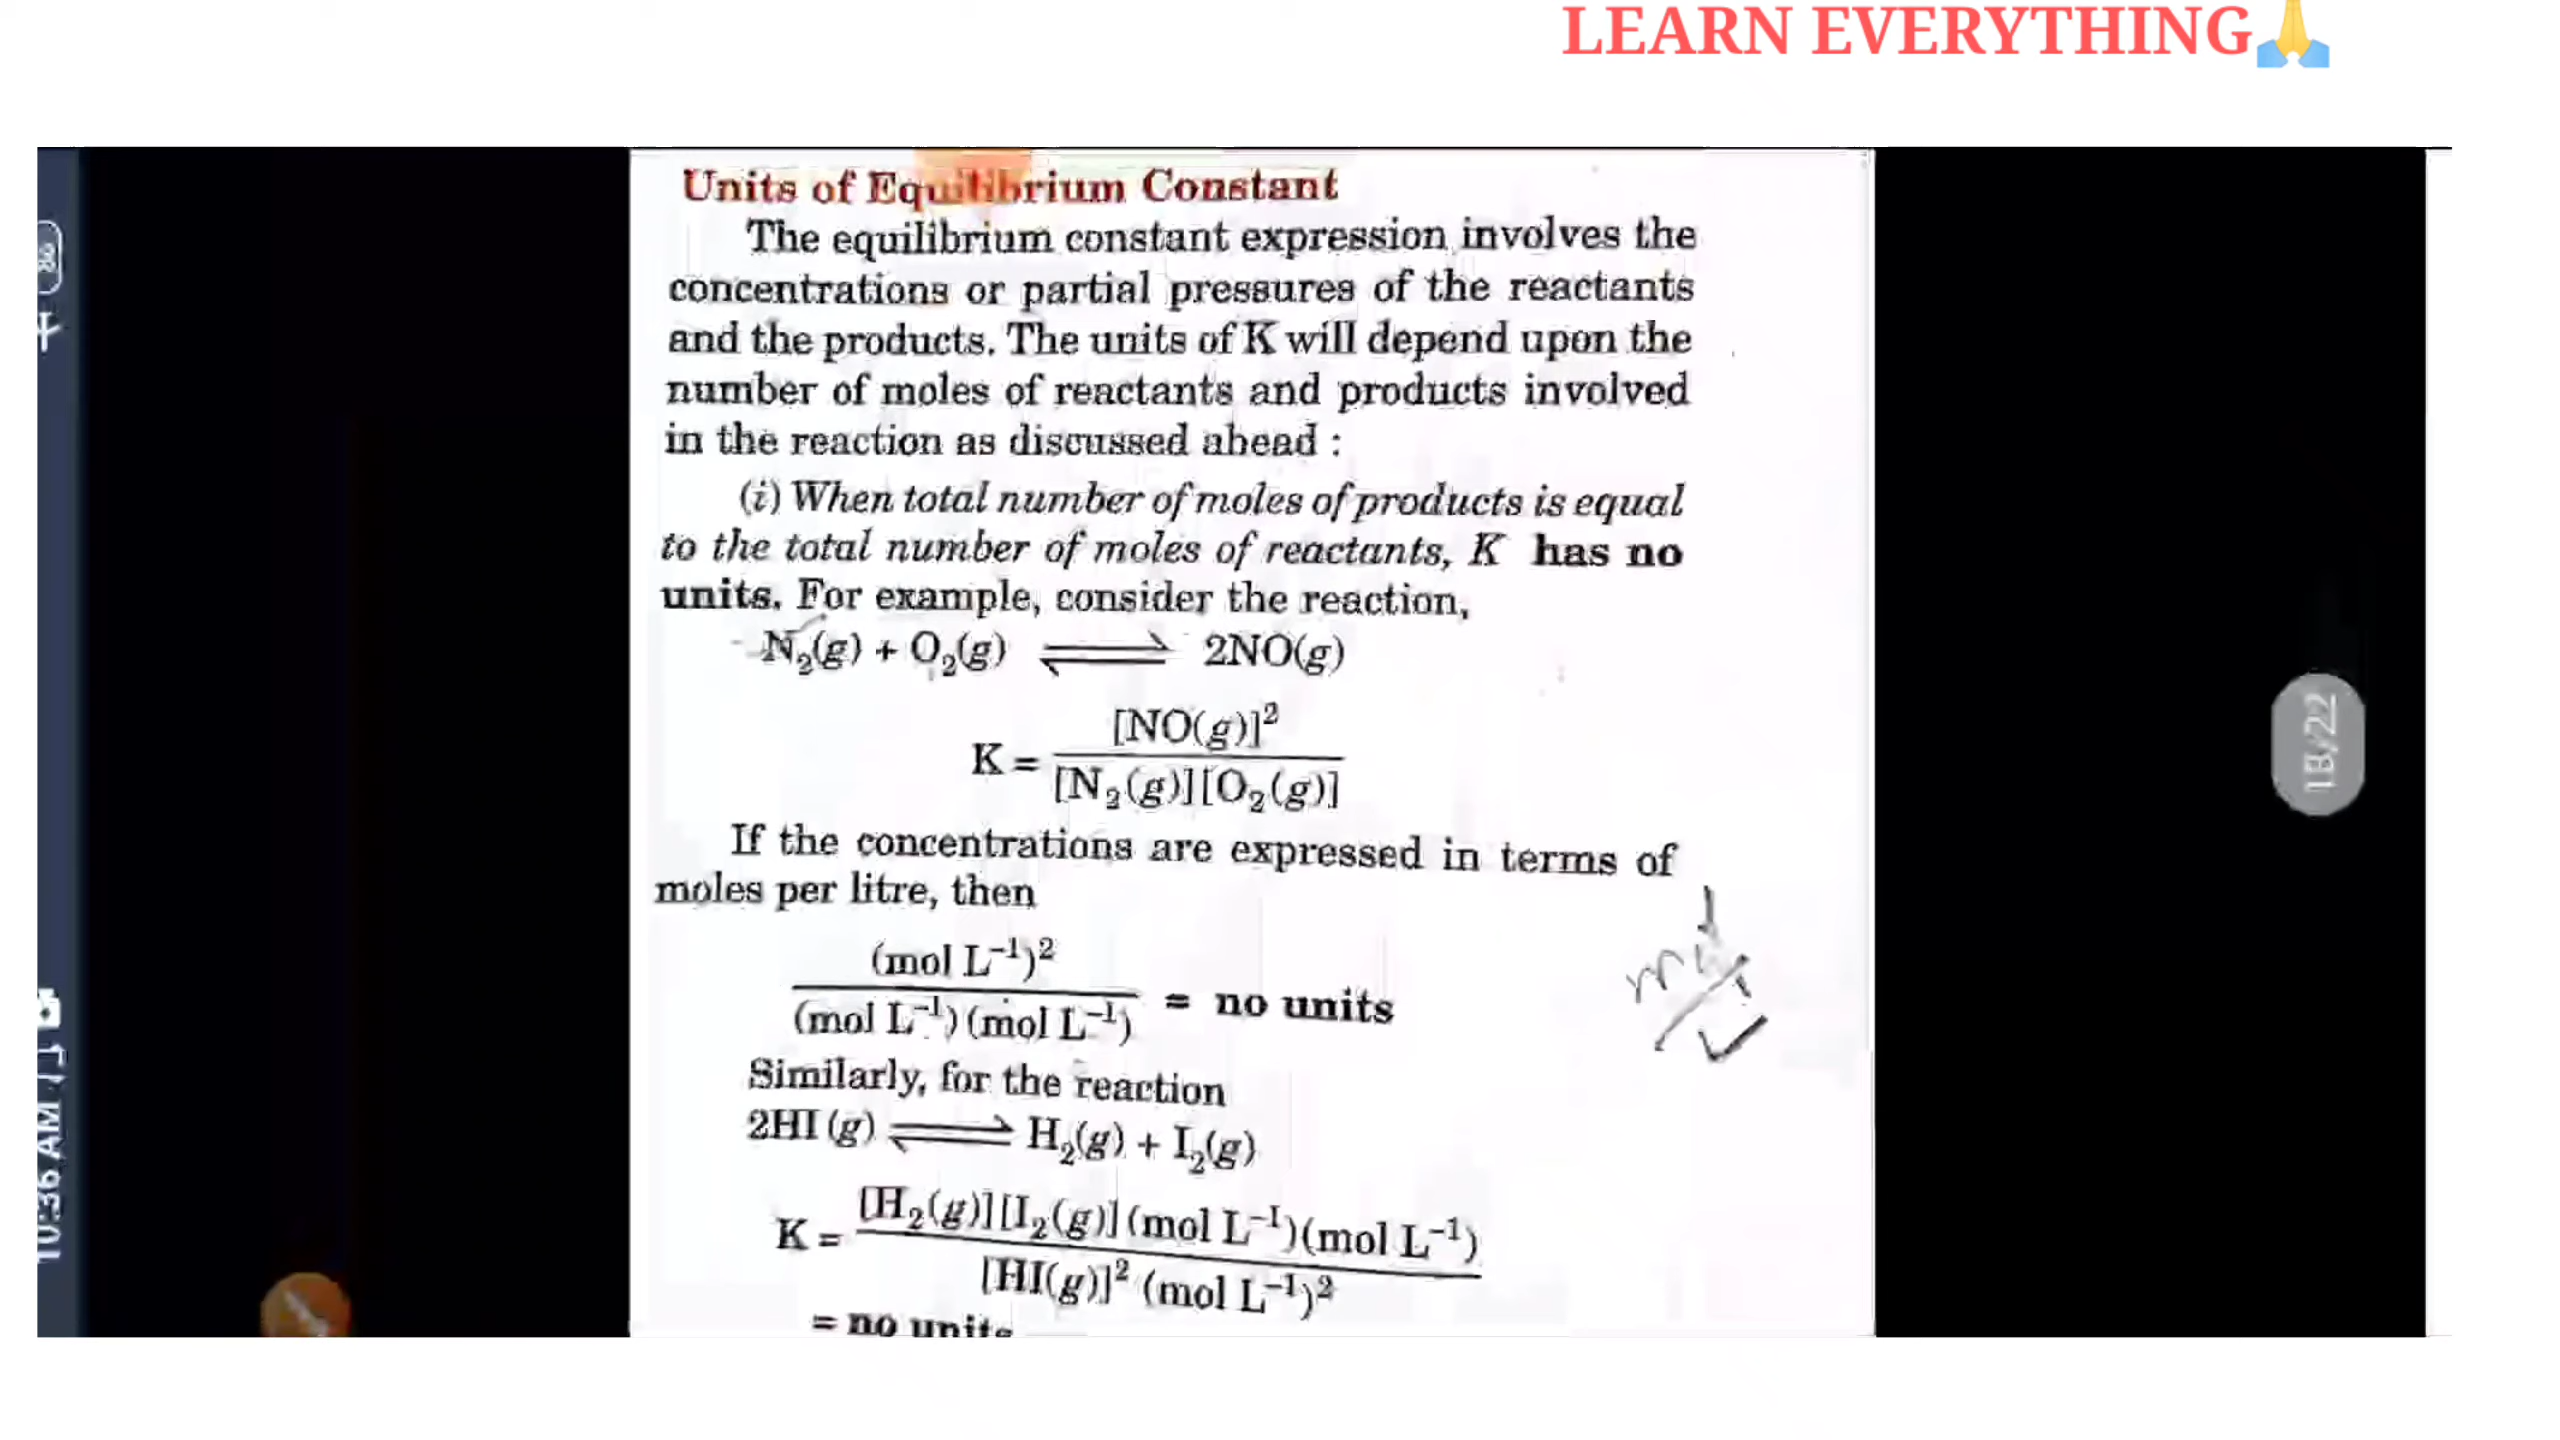 LEARN EVERYTHING🙏
Units of Equilibrium Constant
The equilibrium constant expression involves the
concentrations or partial pressures of the reactants
and the products. The units of K will depend upon the
number of moles of reactants and products involved
in the reaction as discussed ahead :
(i) When total number of moles of products is equal
to the total number of moles of reactants, K has no
units. For example, consider the reaction,
N₂(g) + O₂(g) ⇌ 2NO(g)
K = [NO(g)]² / [N₂(g)][O₂(g)]
If the concentrations are expressed in terms of
moles per litre, then
(mol L⁻¹)² / (mol L⁻¹)(mol L⁻¹) = no units
Similarly, for the reaction
2HI (g) ⇌ H₂(g) + I₂(g)
K = [H₂(g)][I₂(g)] (mol L⁻¹)(mol L⁻¹) / [HI(g)]² (mol L⁻¹)²
= no units
18/22
10:36 AM